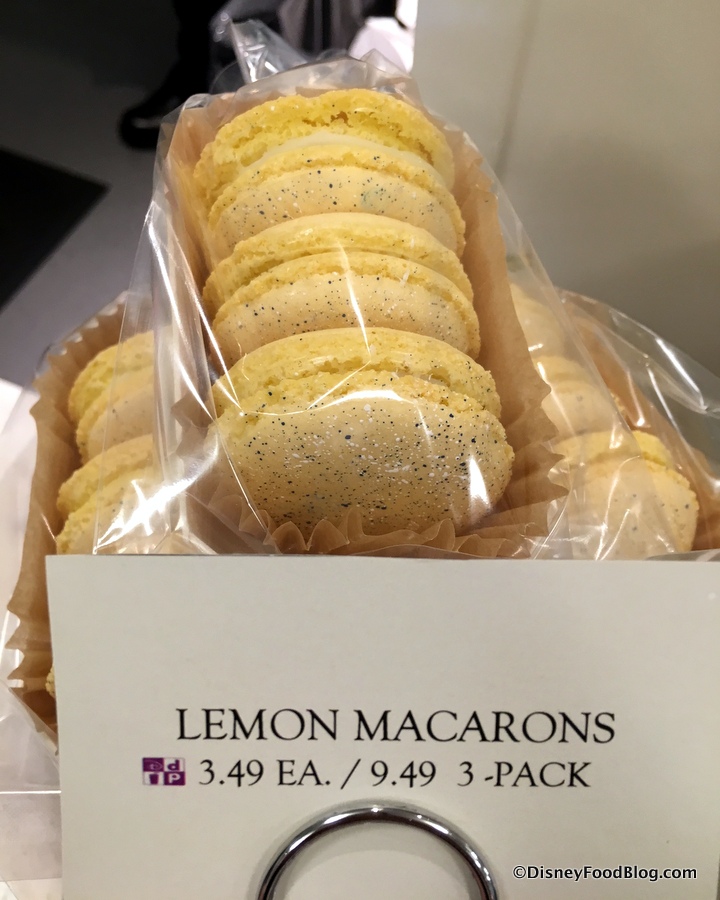 LEMON MACARONS
3.49 EA. / 9.49 3-PACK
©DisneyFoodBlog.com